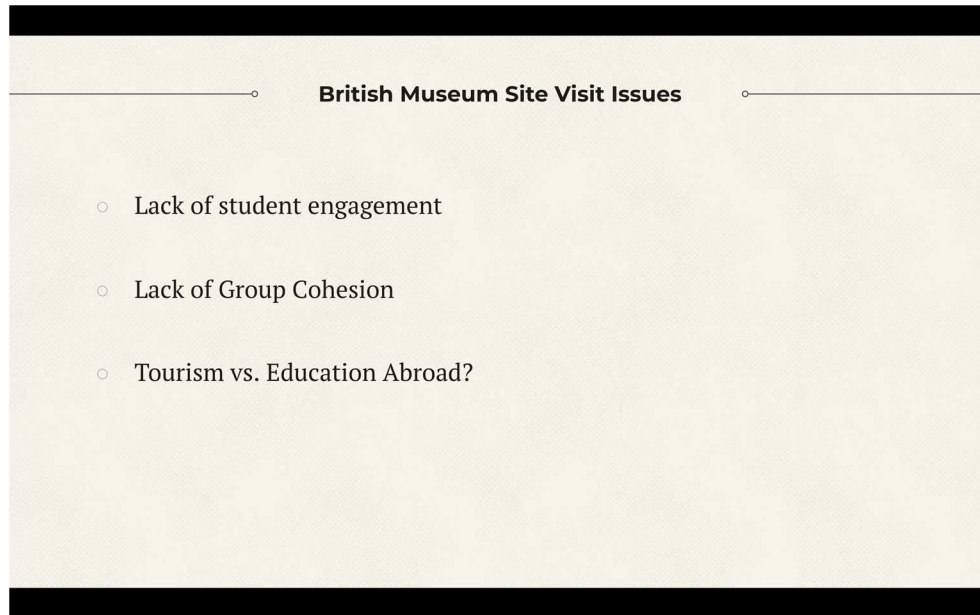 British Museum Site Visit Issues
Lack of student engagement
Lack of Group Cohesion
Tourism vs. Education Abroad?